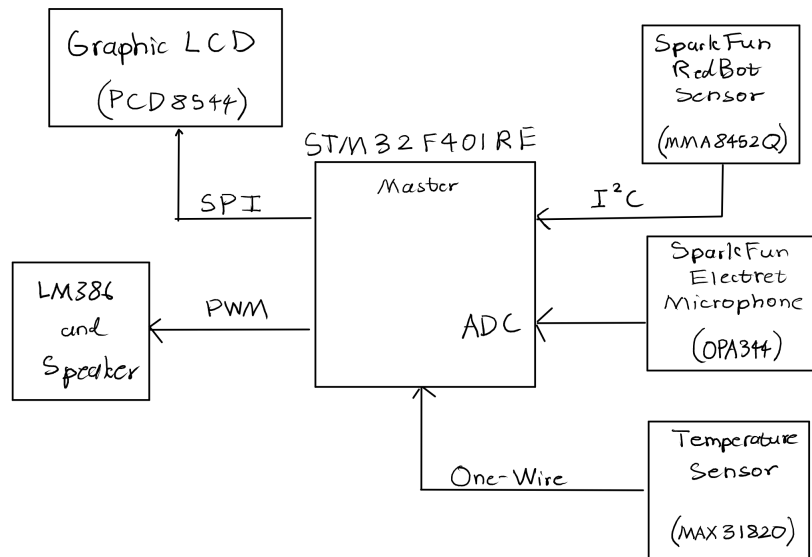 Graphic LCD
(PCD8544)
SparkFun
RedBot
Sensor
(MMA8452Q)
STM32F401RE
Master
SPI
I²C
LM386
and
Speaker
PWM
ADC
SparkFun
Electret
Microphone
(OPA344)
One-Wire
Temperature
Sensor
(MAX31820)